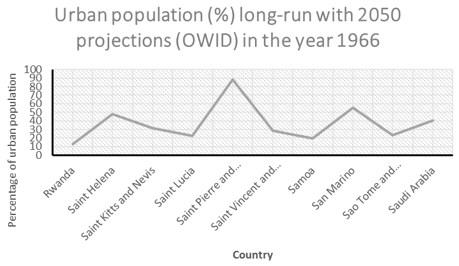 Urban population (%) long-run with 2050
projections (OWID) in the year 1966
Percentage of urban population
100
90
80
70
60
50
40
30
20
10
0
Rwanda
Saint Helena
Saint Kitts and Nevis
Saint Lucia
Saint Pierre and...
Saint Vincent and...
Samoa
San Marino
Sao Tome and...
Saudi Arabia
Country